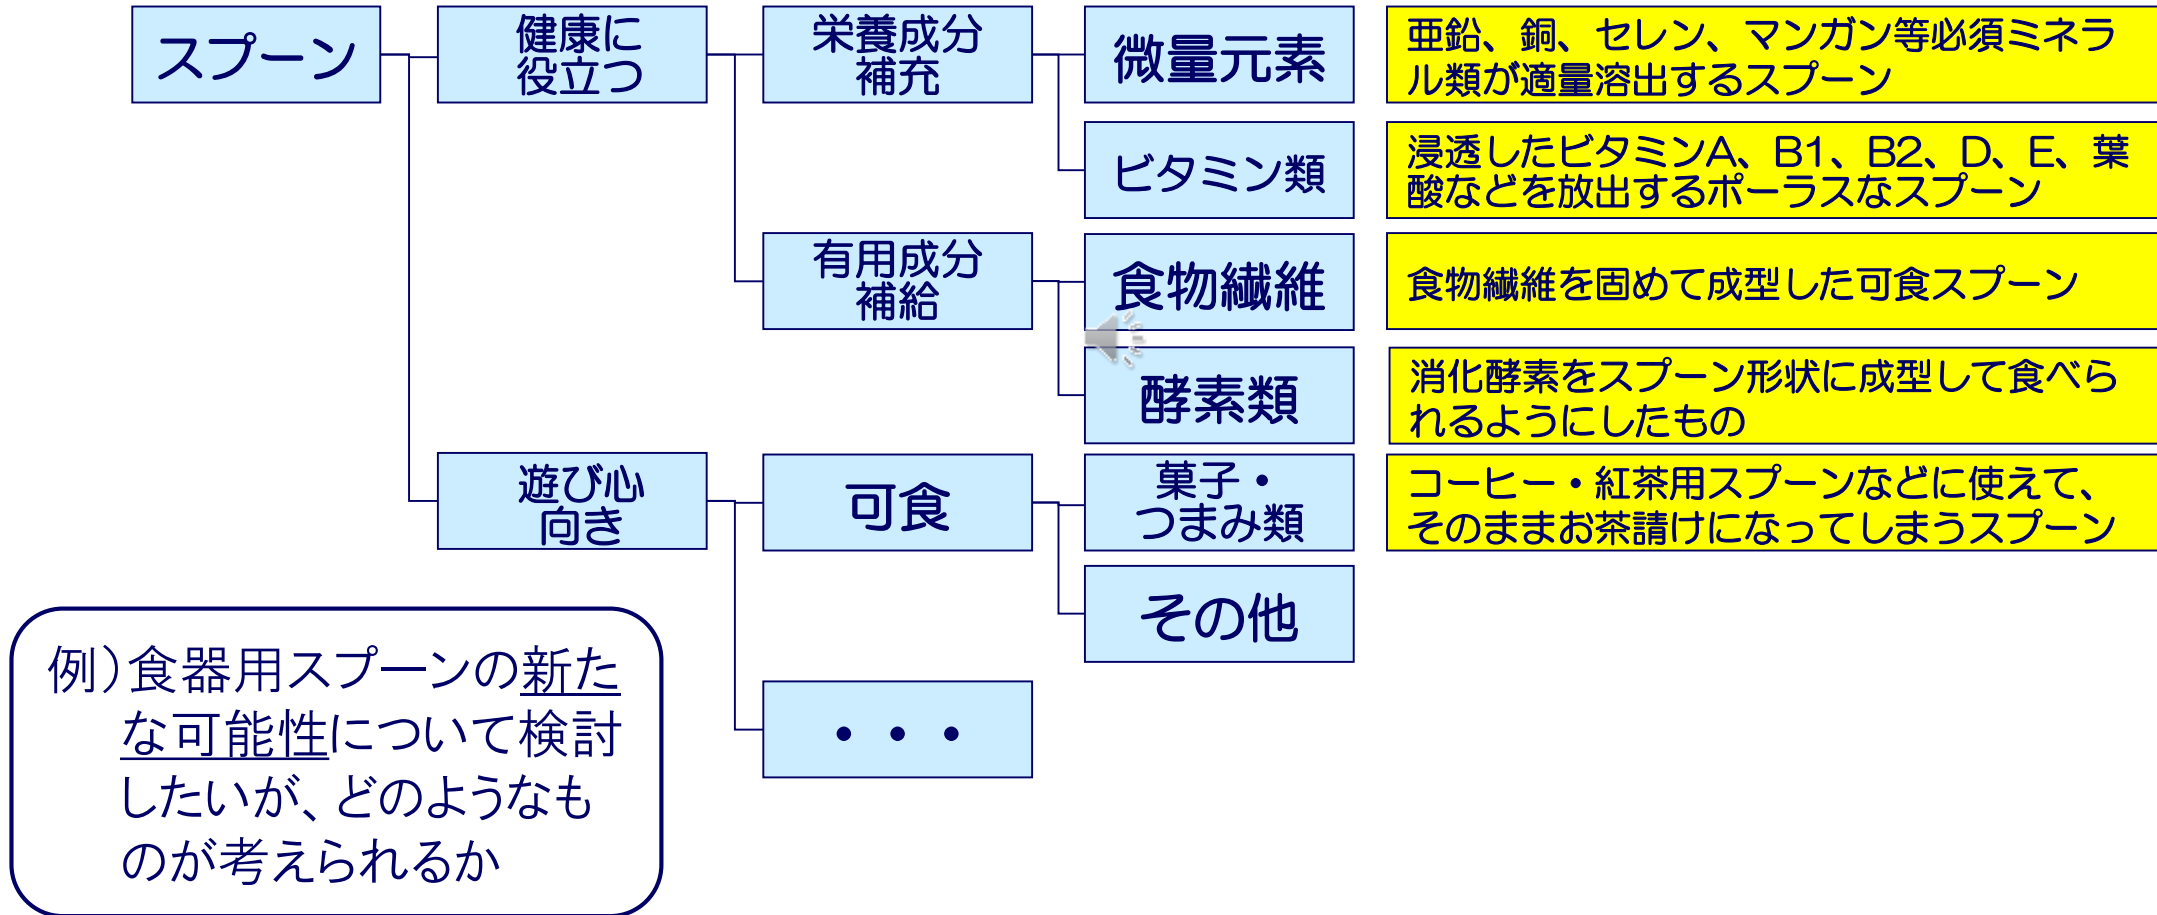 スプーン
健康に
役立つ
栄養成分
補充
微量元素
亜鉛、銅、セレン、マンガン等必須ミネラ
ル類が適量溶出するスプーン
ビタミン類
浸透したビタミンA、B1、B2、D、E、葉
酸などを放出するポーラスなスプーン
有用成分
補給
食物繊維
食物繊維を固めて成型した可食スプーン
酵素類
消化酵素をスプーン形状に成型して食べら
れるようにしたもの
遊び心
向き
可食
菓子・
つまみ類
コーヒー・紅茶用スプーンなどに使えて、
そのままお茶請けになってしまうスプーン
その他
・・・
例）食器用スプーンの新た
な可能性について検討
したいが、どのようなも
のが考えられるか